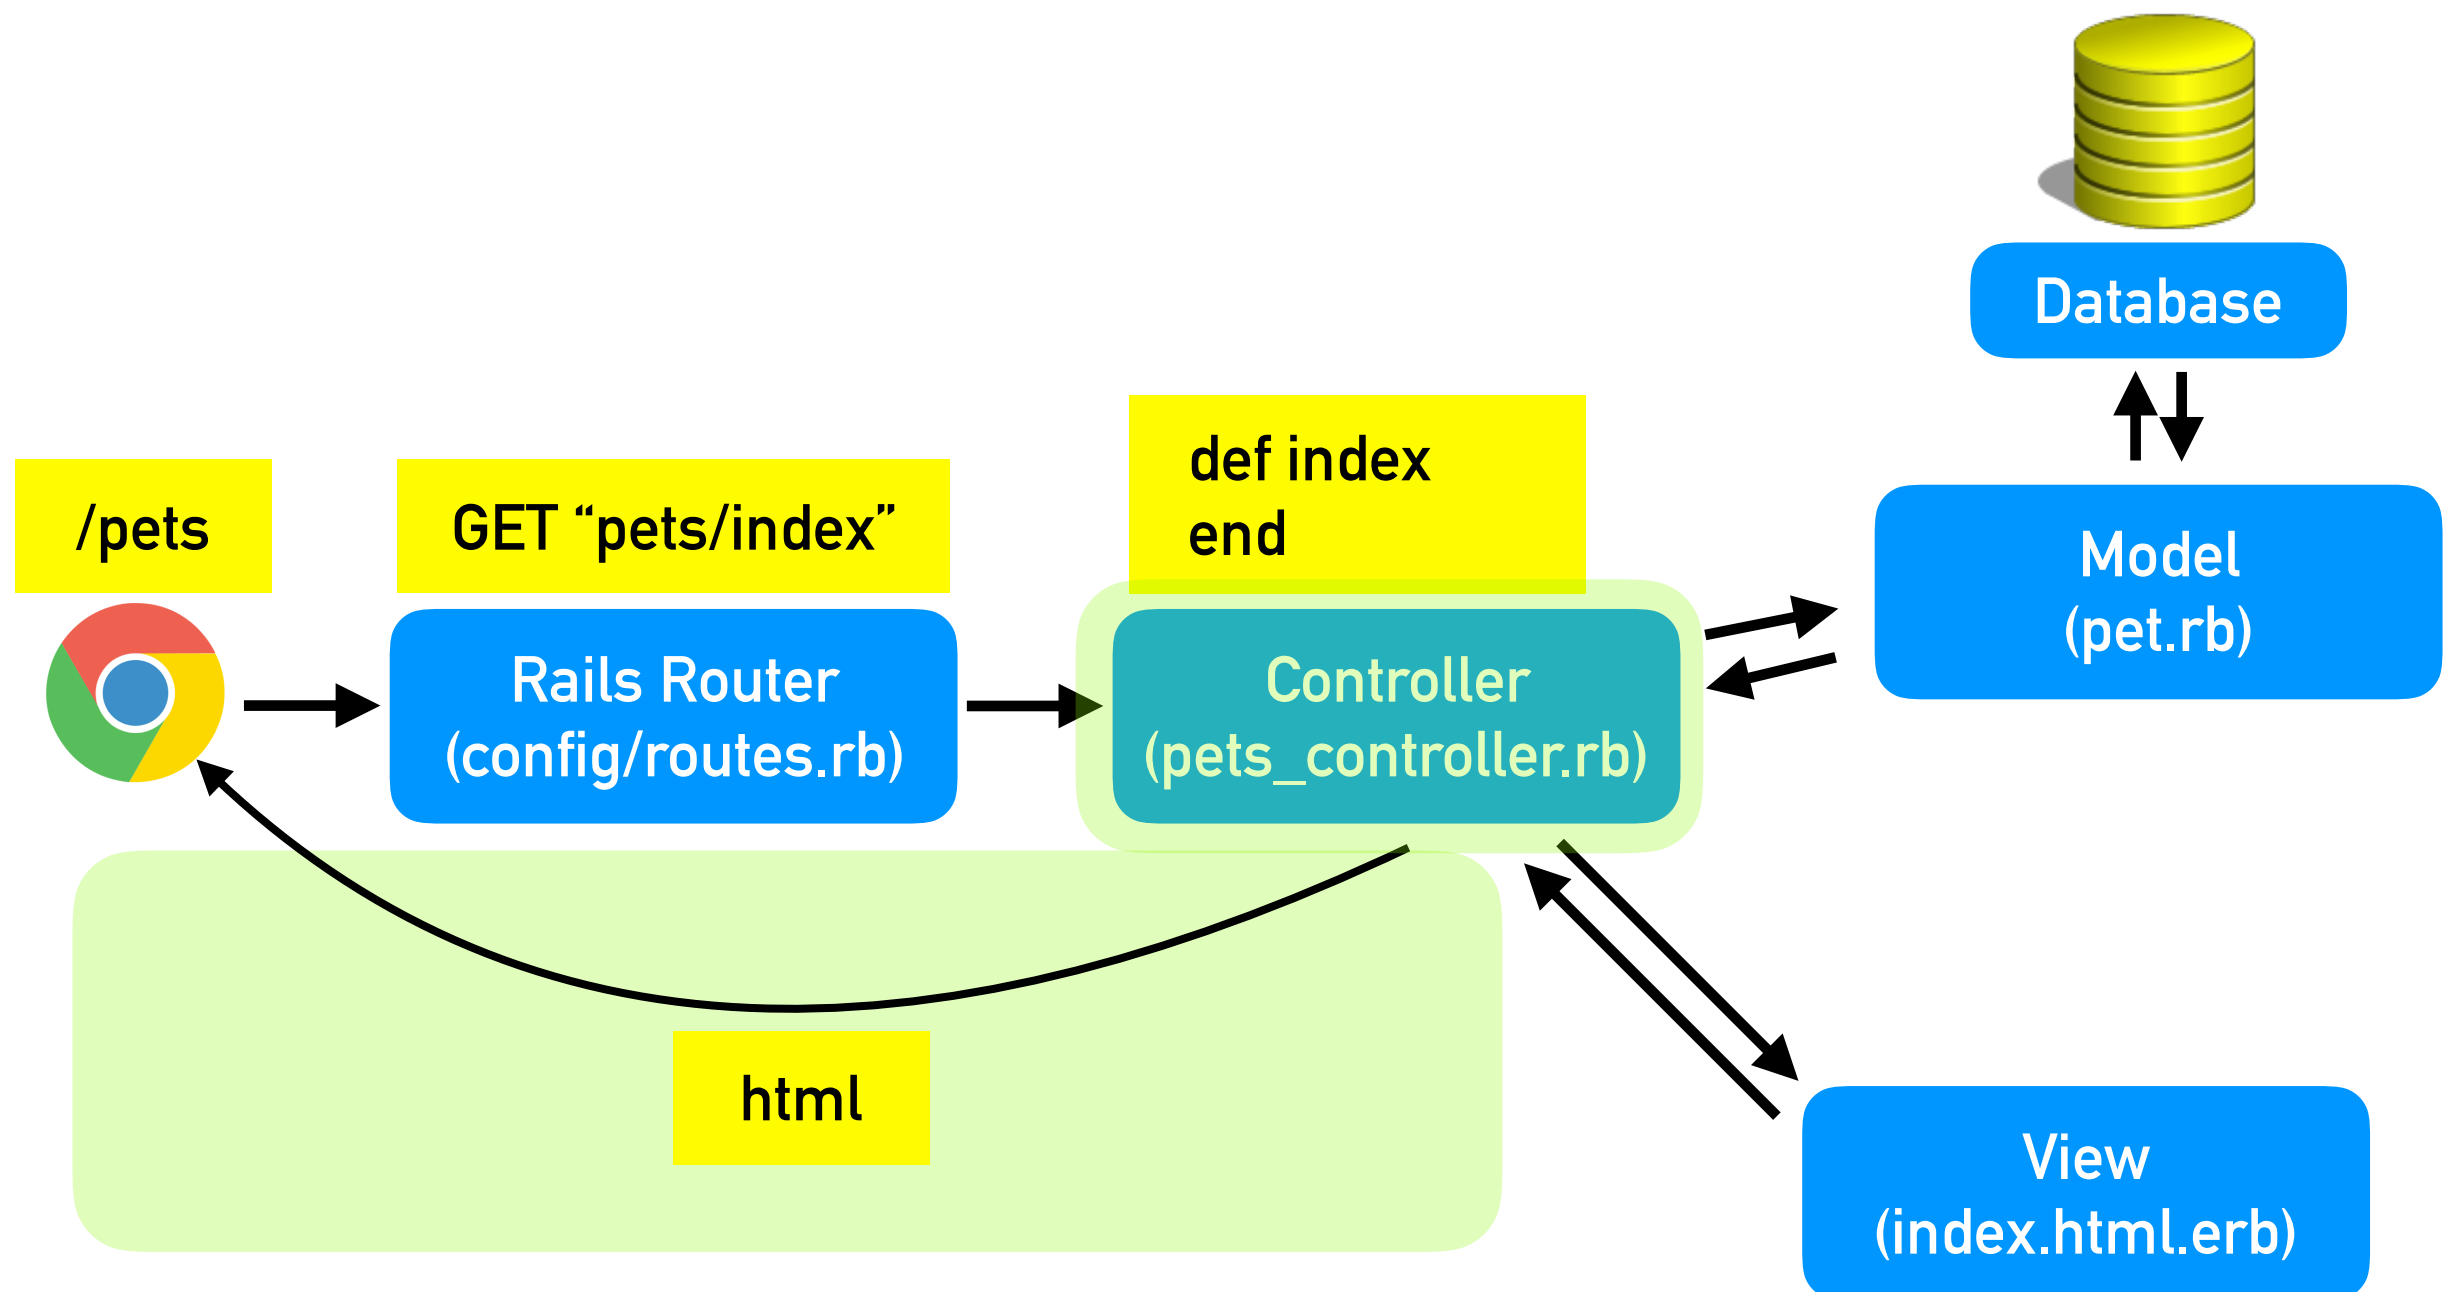 Database
def index
end
/pets
GET “pets/index”
Model
(pet.rb)
Rails Router
(config/routes.rb)
Controller
(pets_controller.rb)
html
View
(index.html.erb)